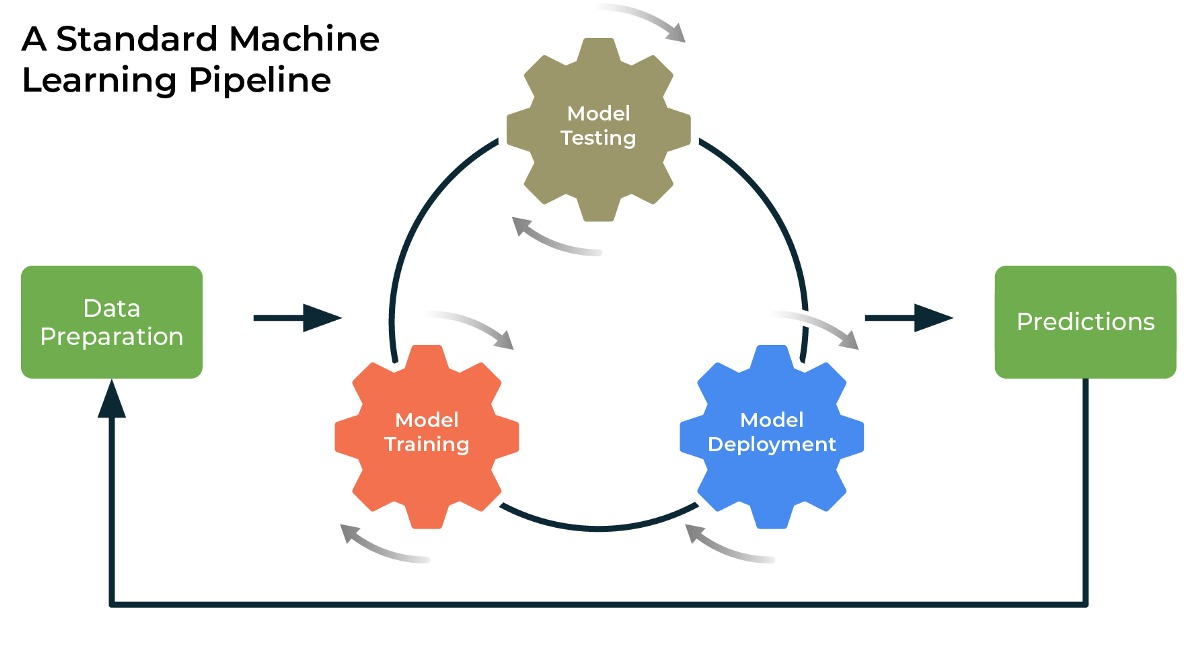 A Standard Machine
Learning Pipeline
Model
Testing
Data
Preparation
Predictions
Model
Training
Model
Deployment